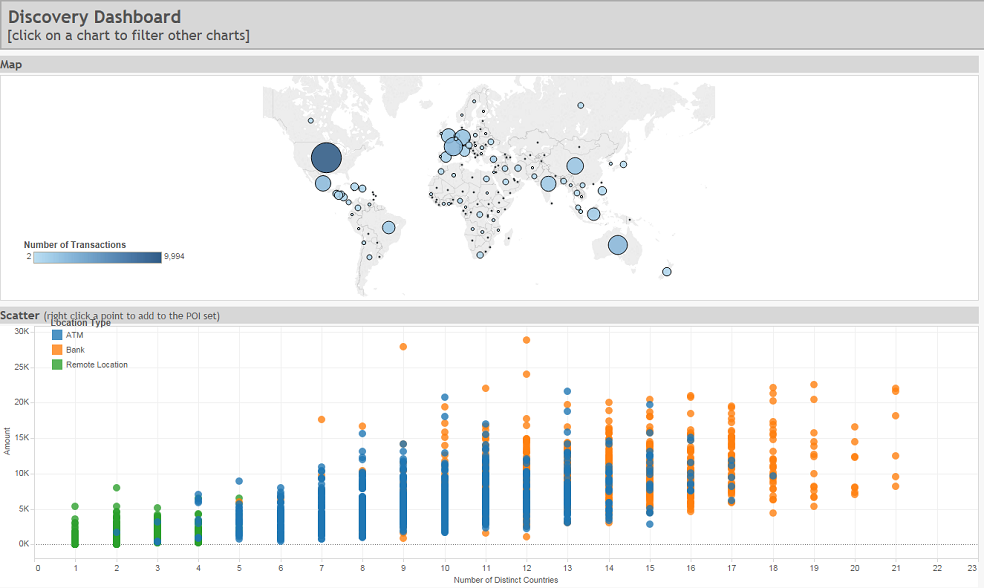 Discovery Dashboard
[click on a chart to filter other charts]
Map
Number of Transactions
2 9,994
Scatter (right click a point to add to the POI set)
Location Type
ATM
Bank
Remote Location
30K
25K
20K
15K
10K
5K
0K
Amount
0 1 2 3 4 5 6 7 8 9 10 11 12 13 14 15 16 17 18 19 20 21 22 23
Number of Distinct Countries